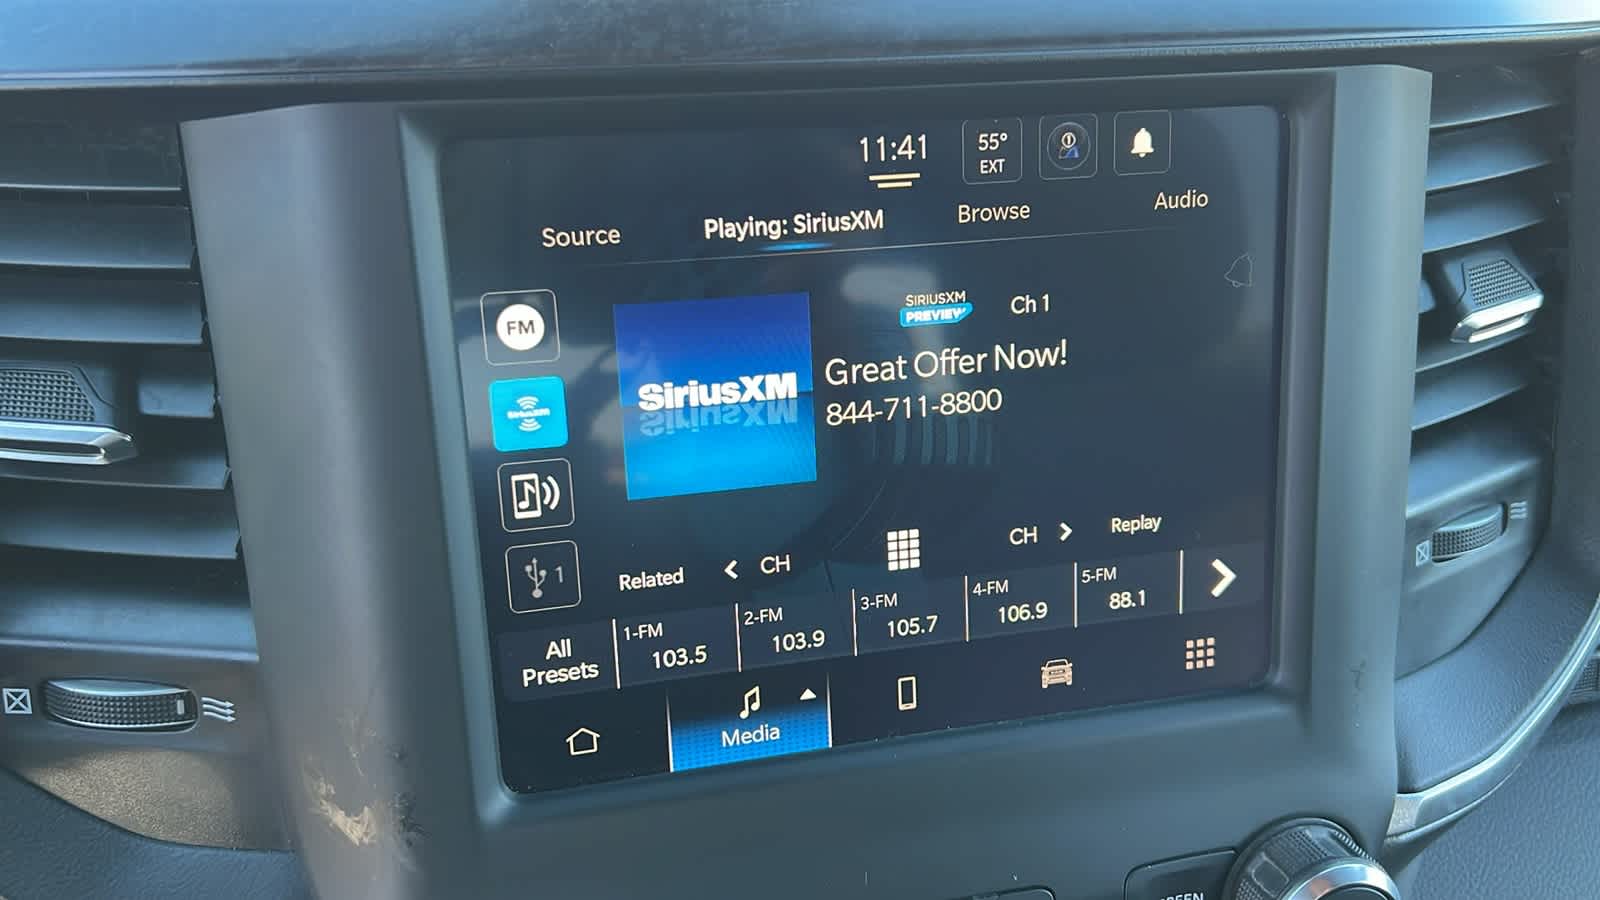 11:41
55°
EXT
Source
Playing: SiriusXM
Browse
Audio
FM
SiriusXM
SIRIUSXM
PREVIEW
Ch 1
SiriusXM
Great Offer Now!
844-711-8800
1
Related
CH
CH
Replay
All
Presets
1-FM
103.5
2-FM
103.9
3-FM
105.7
4-FM
106.9
5-FM
88.1
Media